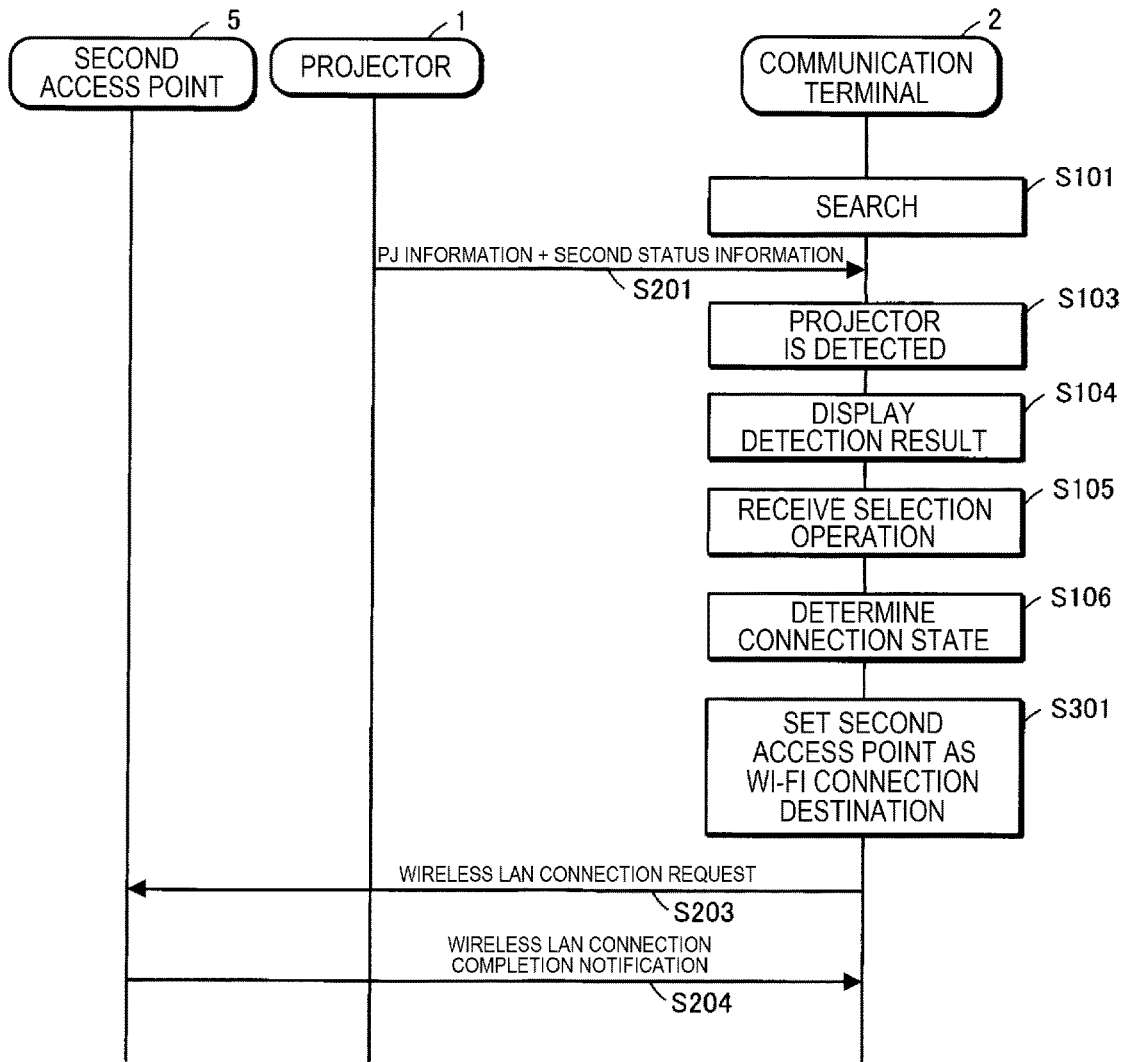 5
1
2
SECOND
ACCESS POINT
PROJECTOR
COMMUNICATION
TERMINAL
S101
SEARCH
PJ INFORMATION + SECOND STATUS INFORMATION
S201
S103
PROJECTOR
IS DETECTED
S104
DISPLAY
DETECTION RESULT
S105
RECEIVE SELECTION
OPERATION
S106
DETERMINE
CONNECTION STATE
S301
SET SECOND
ACCESS POINT AS
WI-FI CONNECTION
DESTINATION
WIRELESS LAN CONNECTION REQUEST
S203
WIRELESS LAN CONNECTION
COMPLETION NOTIFICATION
S204